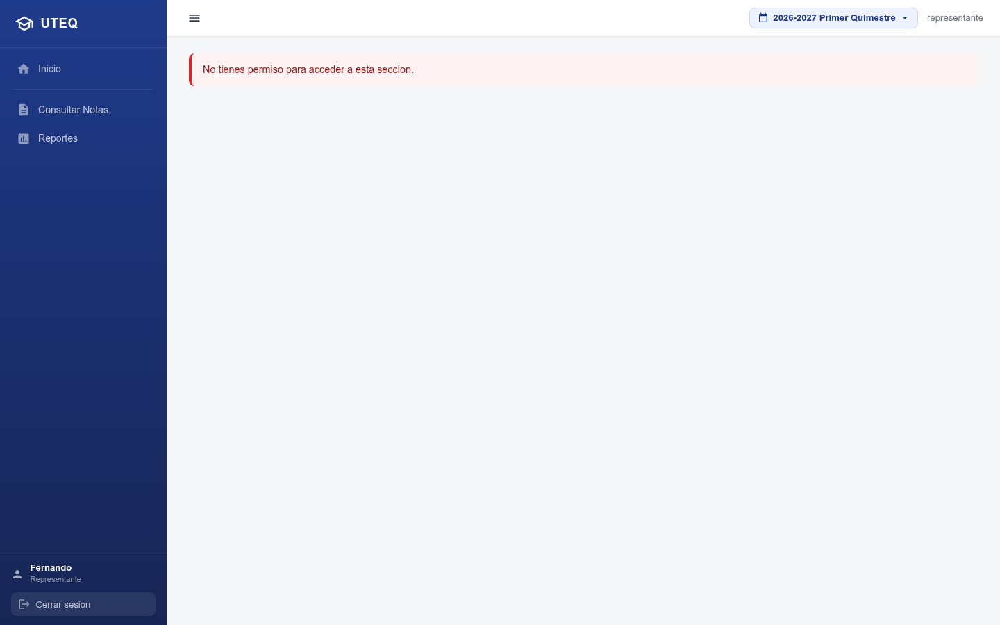 UTEQ
2026-2027 Primer Quimestre
representante
Inicio
Consultar Notas
Reportes
No tienes permiso para acceder a esta seccion.
Fernando
Representante
Cerrar sesion